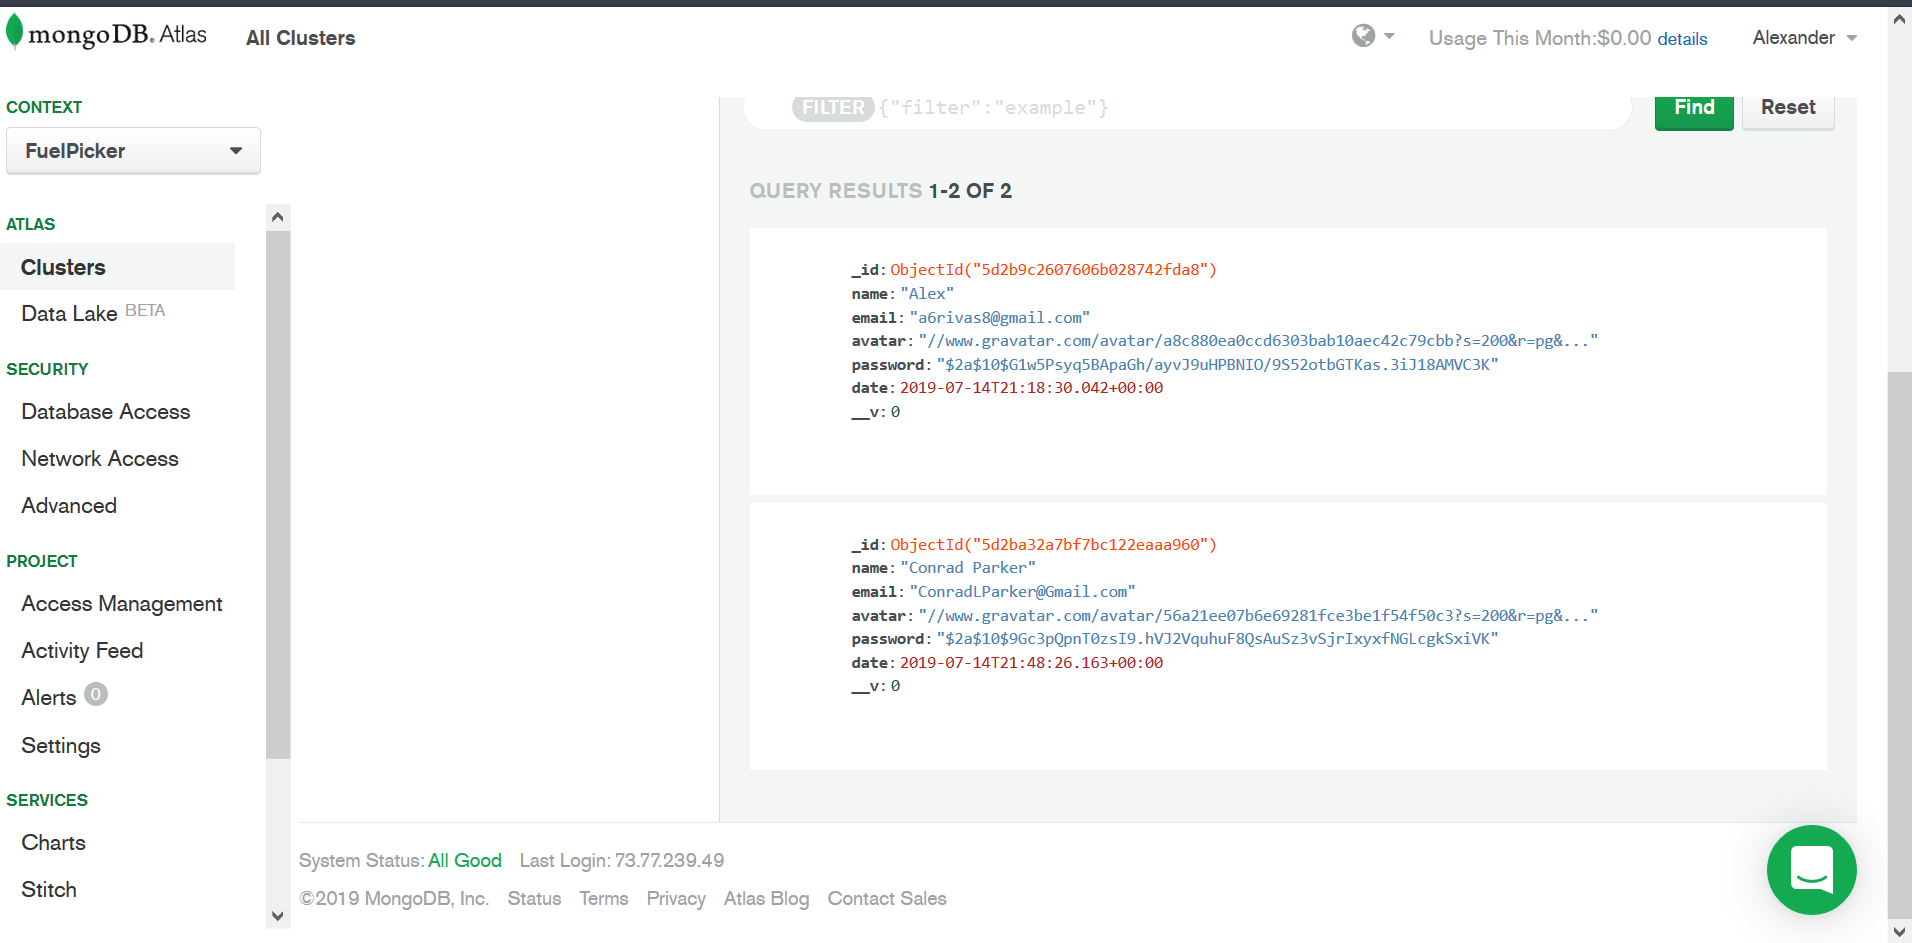 mongoDB. Atlas
All Clusters
Usage This Month:$0.00 details
Alexander
CONTEXT
FuelPicker
ATLAS
Clusters
Data Lake BETA
SECURITY
Database Access
Network Access
Advanced
PROJECT
Access Management
Activity Feed
Alerts 0
Settings
SERVICES
Charts
Stitch
FILTER {"filter":"example"}
Find
Reset
QUERY RESULTS 1-2 OF 2
_id: ObjectId("5d2b9c2607606b028742fda8")
name: "Alex"
email: "a6rivas8@gmail.com"
avatar: "//www.gravatar.com/avatar/a8c880ea0ccd6303bab10aec42c79cbb?s=200&r=pg&..."
password: "$2a$10$G1w5Psyq5BApaGh/ayvJ9uHPBNIO/9S52otbGTKas.3iJ18AMVC3K"
date: 2019-07-14T21:18:30.042+00:00
__v: 0
_id: ObjectId("5d2ba32a7bf7bc122eaaa960")
name: "Conrad Parker"
email: "ConradLParker@Gmail.com"
avatar: "//www.gravatar.com/avatar/56a21ee07b6e69281fce3be1f54f50c3?s=200&r=pg&..."
password: "$2a$10$9Gc3pQpnT0zsI9.hVJ2VquhuF8QsAuSz3vSjrIxyxfNGLcgkSxiVK"
date: 2019-07-14T21:48:26.163+00:00
__v: 0
System Status: All Good Last Login: 73.77.239.49
©2019 MongoDB, Inc. Status Terms Privacy Atlas Blog Contact Sales